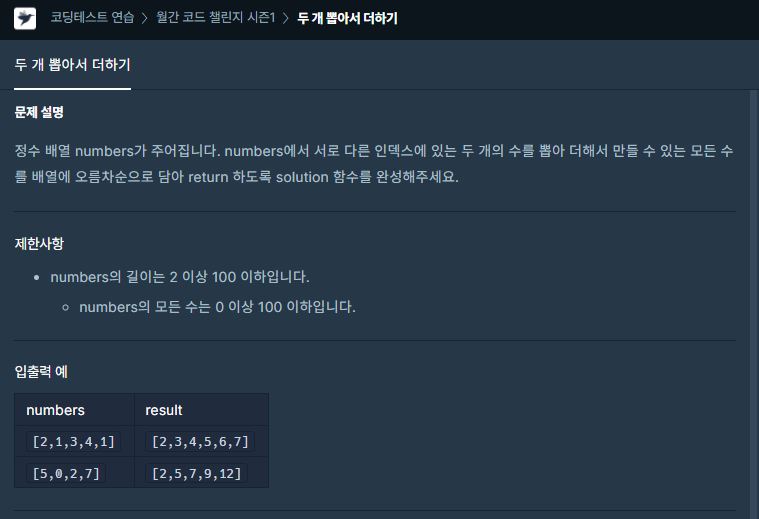 코딩테스트 연습 > 월간 코드 챌린지 시즌1 > 두 개 뽑아서 더하기
두 개 뽑아서 더하기
문제 설명
정수 배열 numbers가 주어집니다. numbers에서 서로 다른 인덱스에 있는 두 개의 수를 뽑아 더해서 만들 수 있는 모든 수
를 배열에 오름차순으로 담아 return 하도록 solution 함수를 완성해주세요.
제한사항
• numbers의 길이는 2 이상 100 이하입니다.
◦ numbers의 모든 수는 0 이상 100 이하입니다.
입출력 예
numbers result
[2,1,3,4,1] [2,3,4,5,6,7]
[5,0,2,7] [2,5,7,9,12]